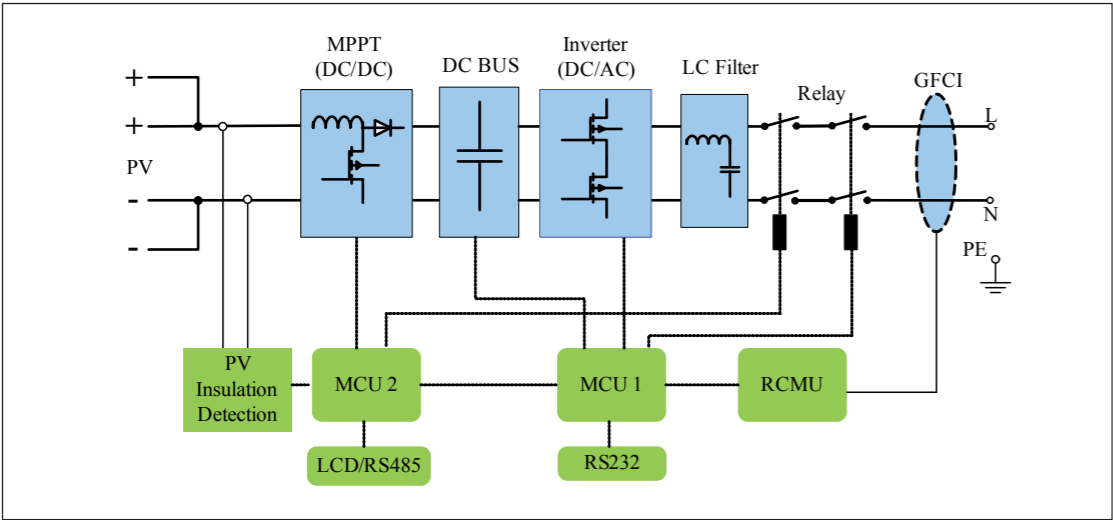 MPPT
(DC/DC)
DC BUS
Inverter
(DC/AC)
LC Filter
Relay
GFCI
+
+
PV
-
-
L
N
PE
PV
Insulation
Detection
MCU 2
MCU 1
RCMU
LCD/RS485
RS232